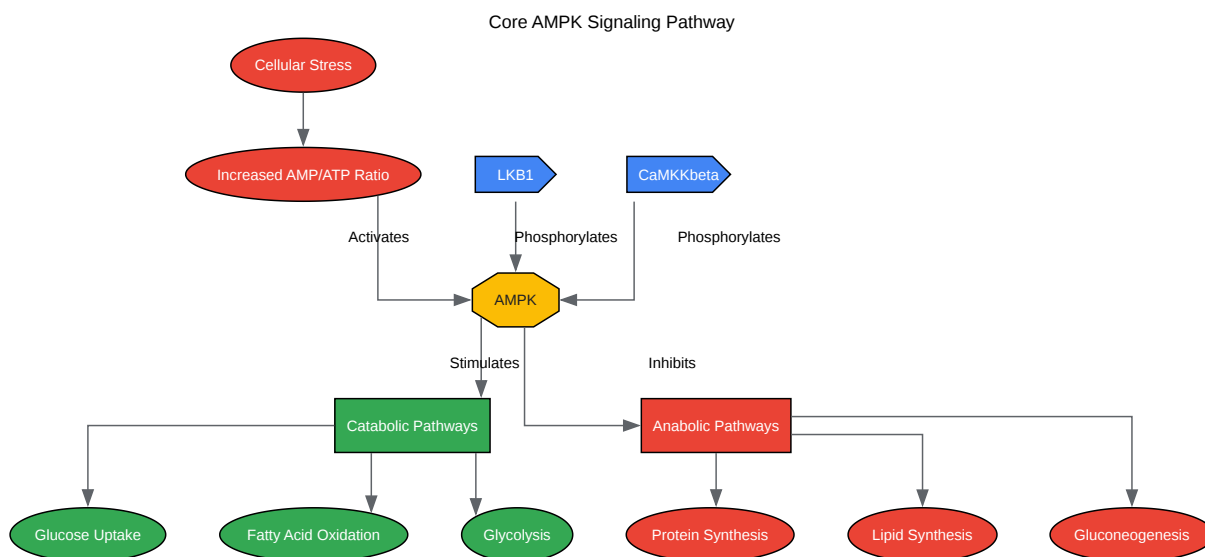 Core AMPK Signaling Pathway
Cellular Stress
Increased AMP/ATP Ratio
LKB1
CaMKKbeta
Activates
Phosphorylates
Phosphorylates
AMPK
Stimulates
Inhibits
Catabolic Pathways
Anabolic Pathways
Glucose Uptake
Fatty Acid Oxidation
Glycolysis
Protein Synthesis
Lipid Synthesis
Gluconeogenesis